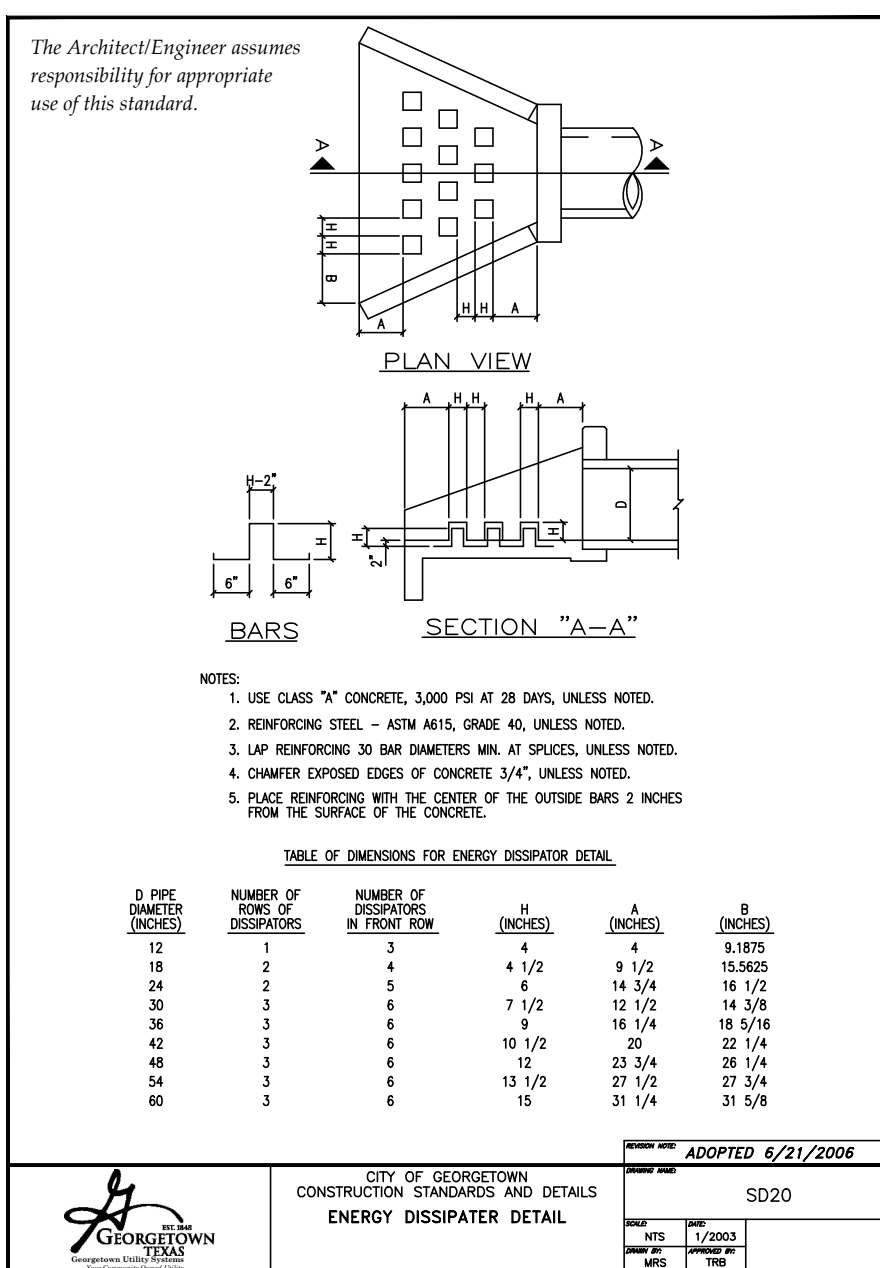 The Architect/Engineer assumes
responsibility for appropriate
use of this standard.
A
A
H
H
B
A
H
H
A
PLAN VIEW
A
H
H
H
A
H-2"
H
6"
6"
BARS
H
2"
H
D
SECTION "A–A"
NOTES:
1. USE CLASS "A" CONCRETE, 3,000 PSI AT 28 DAYS, UNLESS NOTED.
2. REINFORCING STEEL – ASTM A615, GRADE 40, UNLESS NOTED.
3. LAP REINFORCING 30 BAR DIAMETERS MIN. AT SPLICES, UNLESS NOTED.
4. CHAMFER EXPOSED EDGES OF CONCRETE 3/4", UNLESS NOTED.
5. PLACE REINFORCING WITH THE CENTER OF THE OUTSIDE BARS 2 INCHES
FROM THE SURFACE OF THE CONCRETE.
TABLE OF DIMENSIONS FOR ENERGY DISSIPATOR DETAIL
D PIPE DIAMETER (INCHES) NUMBER OF ROWS OF DISSIPATORS NUMBER OF DISSIPATORS IN FRONT ROW H (INCHES) A (INCHES) B (INCHES)
12 1 3 4 4 9.1875
18 2 4 4 1/2 9 1/2 15.5625
24 2 5 6 14 3/4 16 1/2
30 3 6 7 1/2 12 1/2 14 3/8
36 3 6 9 16 1/4 18 5/16
42 3 6 10 1/2 20 22 1/4
48 3 6 12 23 3/4 26 1/4
54 3 6 13 1/2 27 1/2 27 3/4
60 3 6 15 31 1/4 31 5/8
REVISION NOTE: ADOPTED 6/21/2006
G
EST. 1848
GEORGETOWN
TEXAS
Georgetown Utility Systems
Your Community Owned Utility
CITY OF GEORGETOWN
CONSTRUCTION STANDARDS AND DETAILS
ENERGY DISSIPATER DETAIL
DRAWING NAME:
SD20
SCALE: NTS
DATE: 1/2003
DRAWN BY: MRS
APPROVED BY: TRB